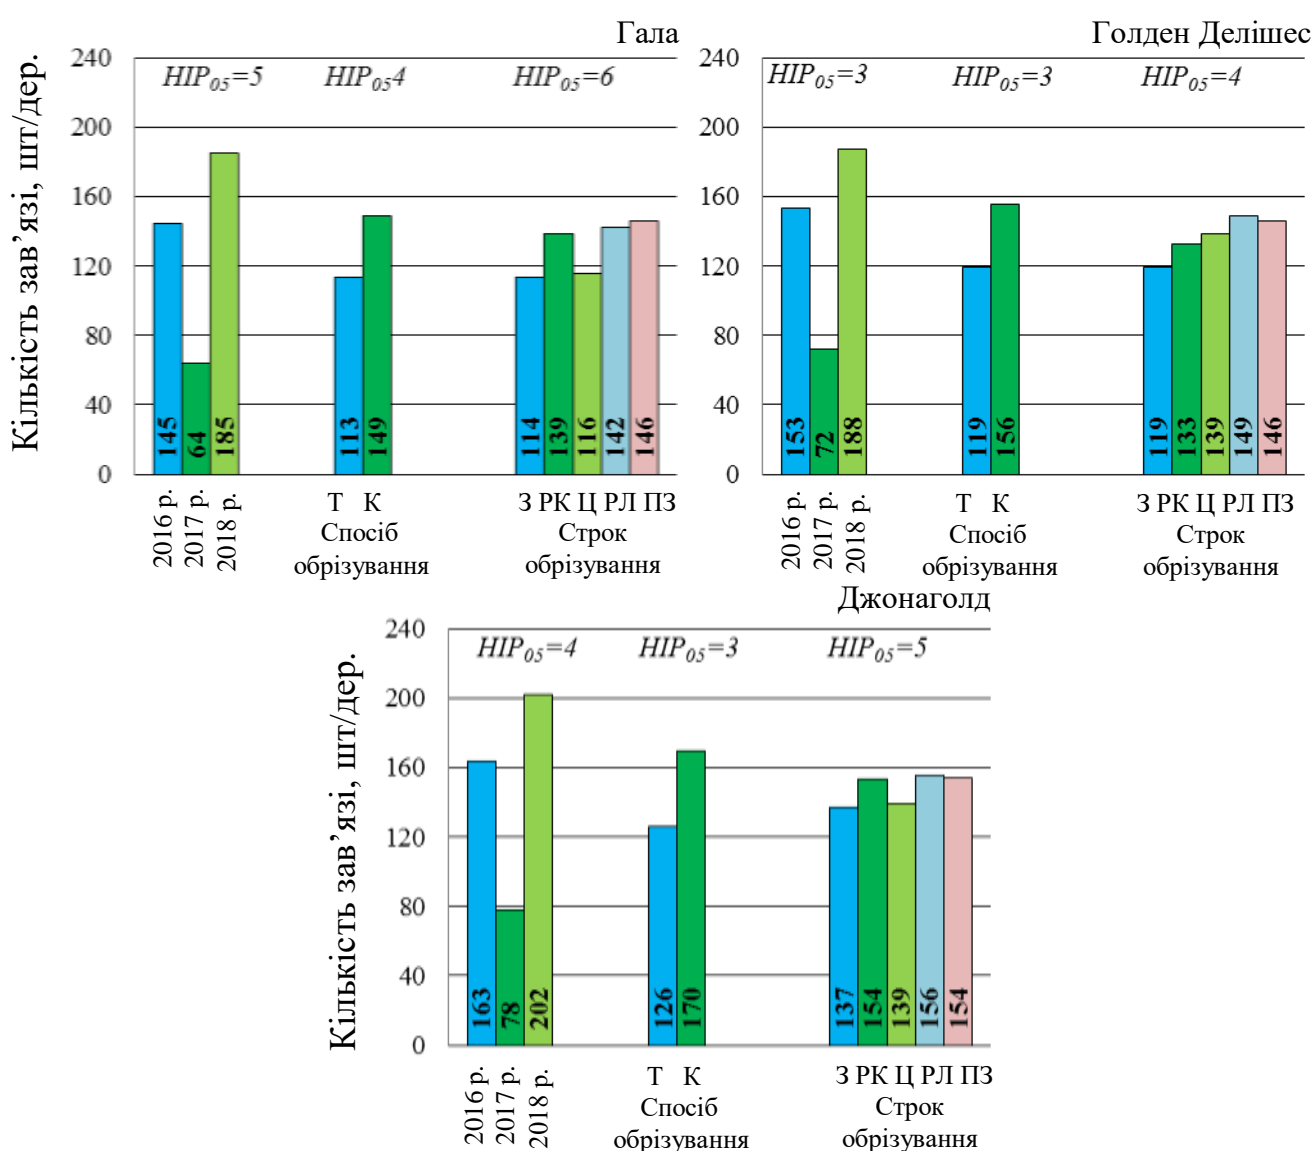 Гала
Кількість зав’язі, шт/дер.
240
200
160
120
80
40
0
НІР05=5
НІР054
НІР05=6
145
64
185
113
149
114
139
116
142
146
2016 р.
2017 р.
2018 р.
Т К
Спосіб
обрізування
З РК Ц РЛ ПЗ
Строк
обрізування
Голден Делішес
240
200
160
120
80
40
0
НІР05=3
НІР05=3
НІР05=4
153
72
188
119
156
119
133
139
149
146
2016 р.
2017 р.
2018 р.
Т К
Спосіб
обрізування
З РК Ц РЛ ПЗ
Строк
обрізування
Джонаголд
Кількість зав’язі, шт/дер.
240
200
160
120
80
40
0
НІР05=4
НІР05=3
НІР05=5
163
78
202
126
170
137
154
139
156
154
2016 р.
2017 р.
2018 р.
Т К
Спосіб
обрізування
З РК Ц РЛ ПЗ
Строк
обрізування